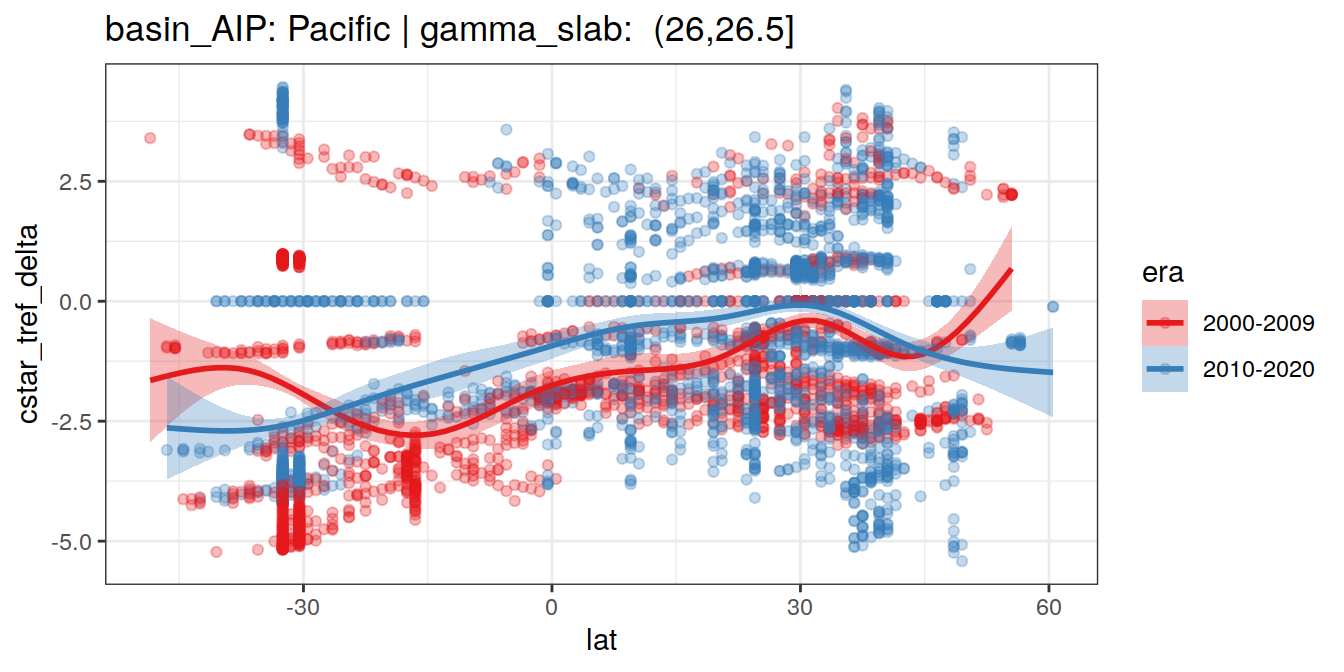 basin_AIP: Pacific | gamma_slab:  (26,26.5]
cstar_tref_delta
2.5
0.0
-2.5
-5.0
-30
0
30
60
lat
era
2000-2009
2010-2020